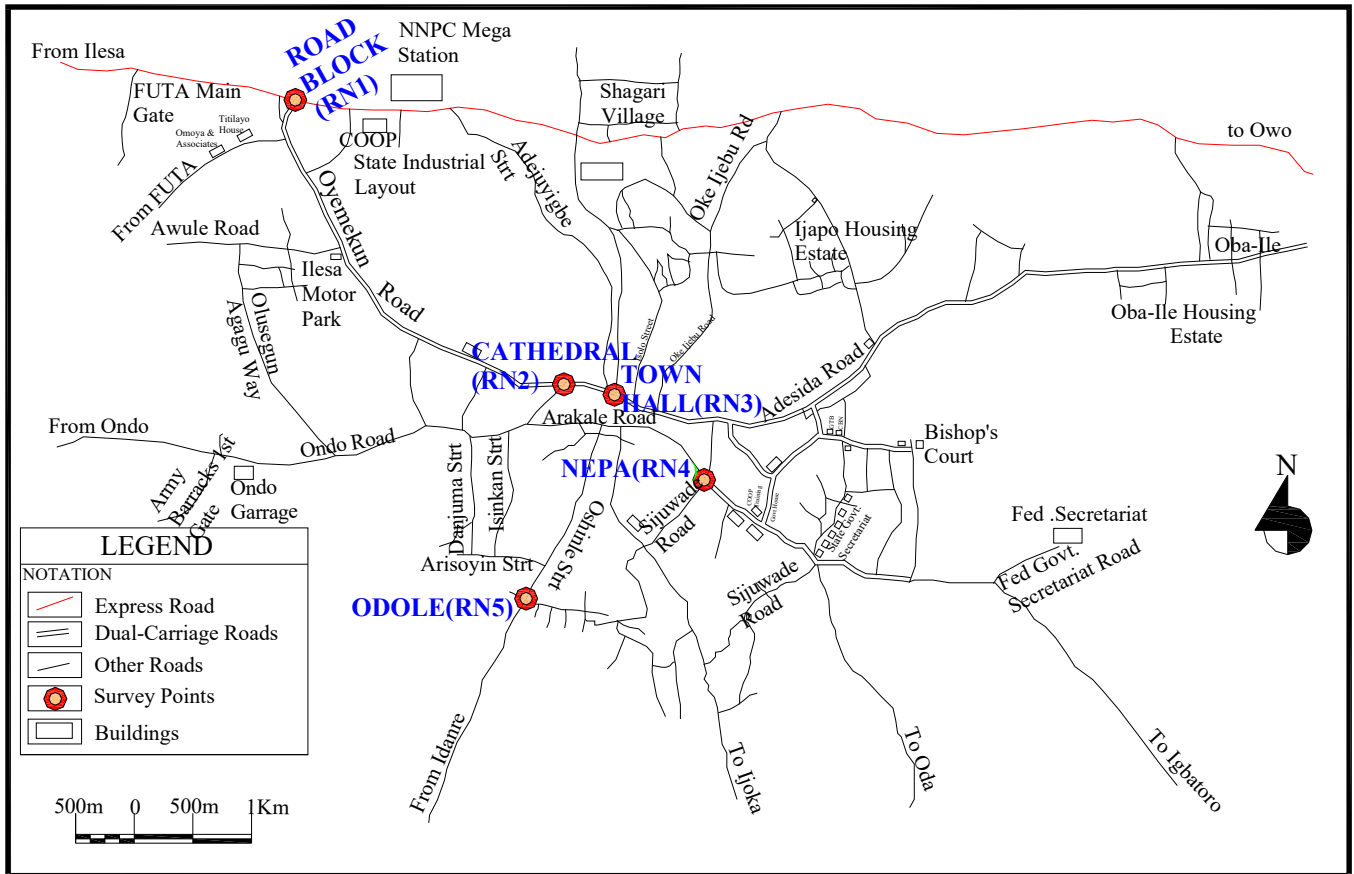 From Ilesa
ROAD
BLOCK
(RN1)
NNPC Mega
Station
FUTA Main
Gate
Titilayo
House
Omoya &
Associates
COOP
State Industrial
Layout
Shagari
Village
to Owo
Adejuyigbe
Strt
Oke Ijebu Rd
From FUTA
Oyemekun
Road
Awule Road
Ilesa
Motor
Park
Ijapo Housing
Estate
Oba-Ile
Oba-Ile Housing
Estate
Olusegun
Agagu Way
Oke Ijebu Road
CATHEDRAL
(RN2)
TOWN
HALL(RN3)
Adesida Road
Arakale Road
From Ondo
Ondo Road
Army
Barracks 1st
Gate
Ondo
Garrage
Danjuma Strt
Isinkan Strt
NEPA(RN4
Sijuwade
Road
Bishop's
Court
COOP
State Govt.
Secretariat
Fed .Secretariat
Fed Govt.
Secretariat Road
N
Oshinle Strt
Arisoyin Strt
ODOLE(RN5)
Sijuwade
Road
LEGEND
NOTATION
Express Road
Dual-Carriage Roads
Other Roads
Survey Points
Buildings
From Idanre
To Ijoka
To Oda
To Igbatoro
500m 0 500m 1Km